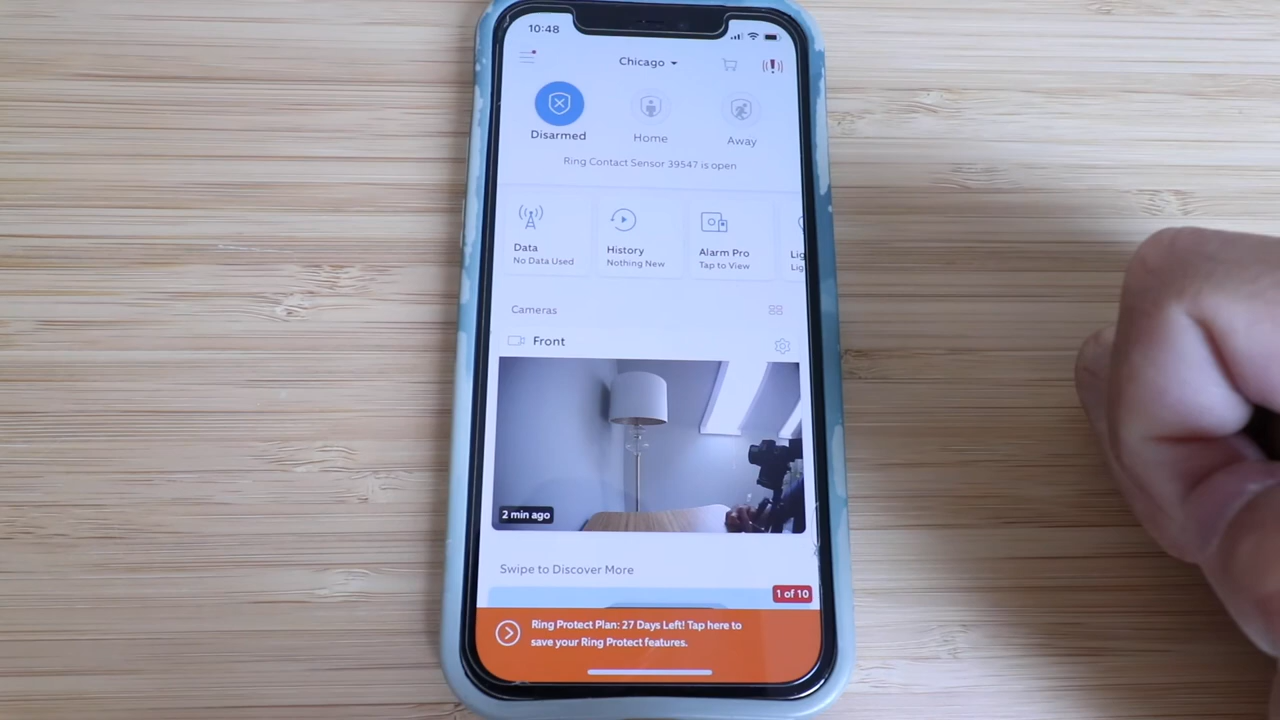 10:48
Chicago
Disarmed
Home
Away
Ring Contact Sensor 39547 is open
Data
No Data Used
History
Nothing New
Alarm Pro
Tap to View
Lig
Lig
Cameras
Front
2 min ago
Swipe to Discover More
1 of 10
Ring Protect Plan: 27 Days Left! Tap here to
save your Ring Protect features.